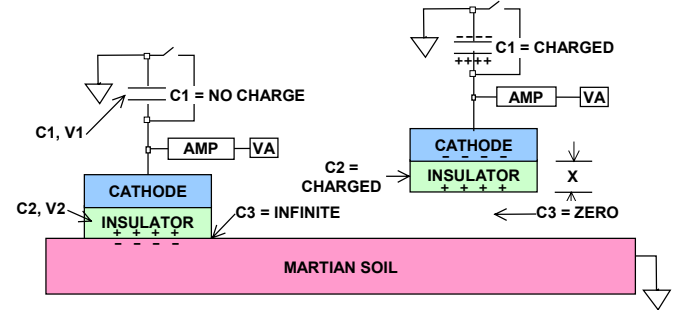 C1 = NO CHARGE
C1, V1
AMP
VA
CATHODE
C2, V2
INSULATOR
+ + + +
- - - -
C3 = INFINITE
- - - -
C1 = CHARGED
++++
AMP
VA
CATHODE
- - - -
C2 =
CHARGED
INSULATOR
+ + + +
X
C3 = ZERO
MARTIAN SOIL